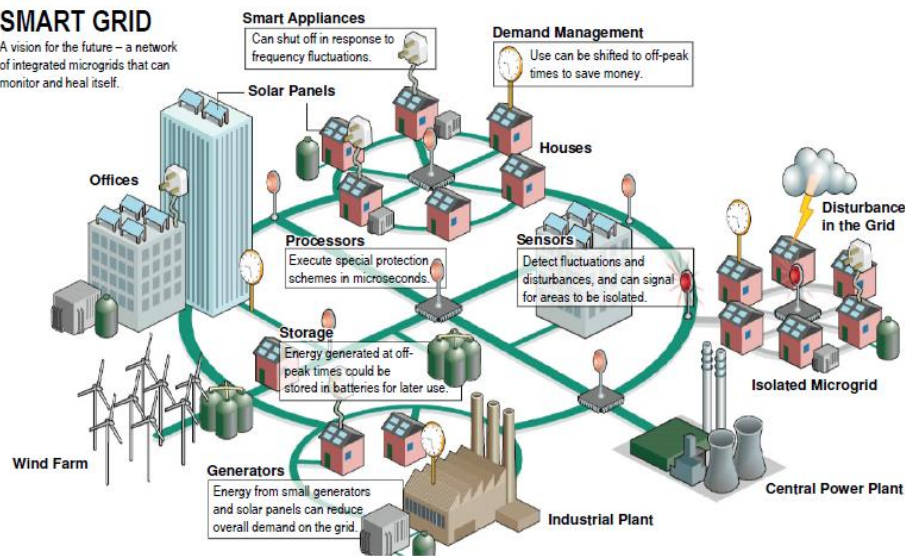 SMART GRID
A vision for the future – a network
of integrated microgrids that can
monitor and heal itself.
Smart Appliances
Can shut off in response to
frequency fluctuations.
Demand Management
Use can be shifted to off-peak
times to save money.
Solar Panels
Houses
Offices
Disturbance
in the Grid
Processors
Execute special protection
schemes in microseconds.
Sensors
Detect fluctuations and
disturbances, and can signal
for areas to be isolated.
Storage
Energy generated at off-
peak times could be
stored in batteries for later use.
Isolated Microgrid
Wind Farm
Generators
Energy from small generators
and solar panels can reduce
overall demand on the grid.
Industrial Plant
Central Power Plant